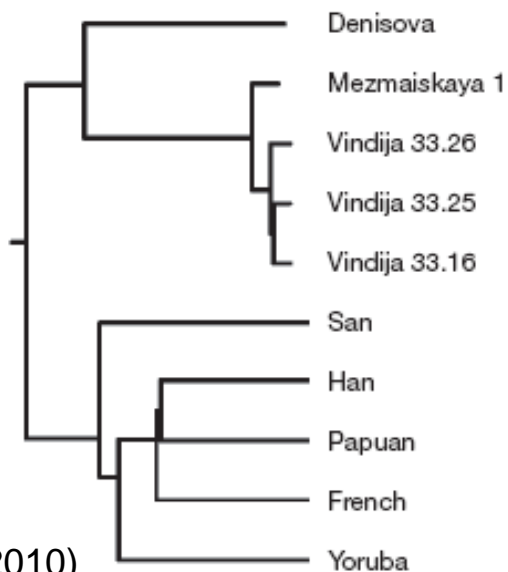 Denisova
Mezmaiskaya 1
Vindija 33.26
Vindija 33.25
Vindija 33.16
San
Han
Papuan
French
2010)
Yoruba